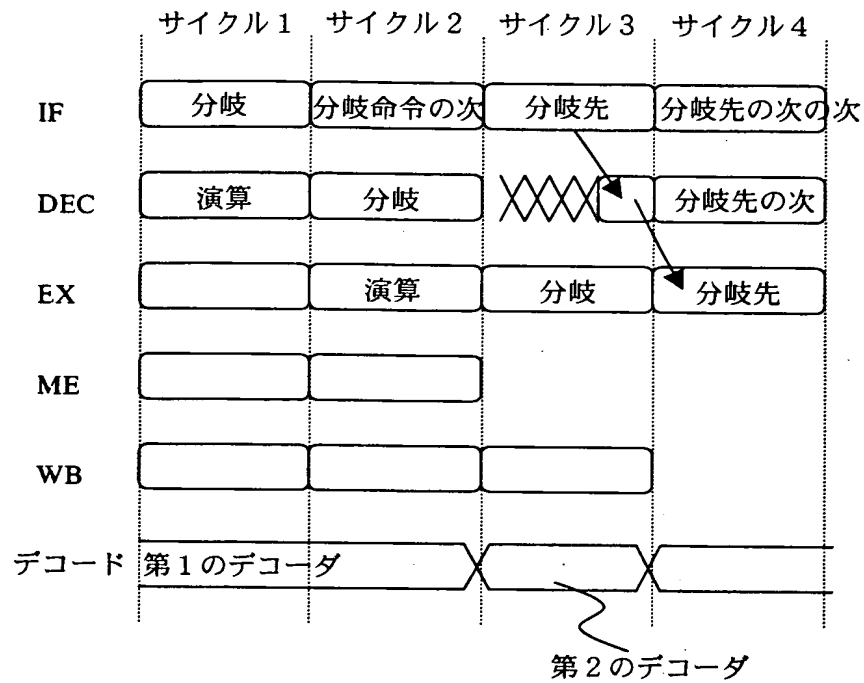 サイクル1 サイクル2 サイクル3 サイクル4
IF 分岐 分岐命令の次 分岐先 分岐先の次の次
DEC 演算 分岐 分岐先の次
EX 演算 分岐 分岐先
ME
WB
デコード 第1のデコーダ
第2のデコーダ